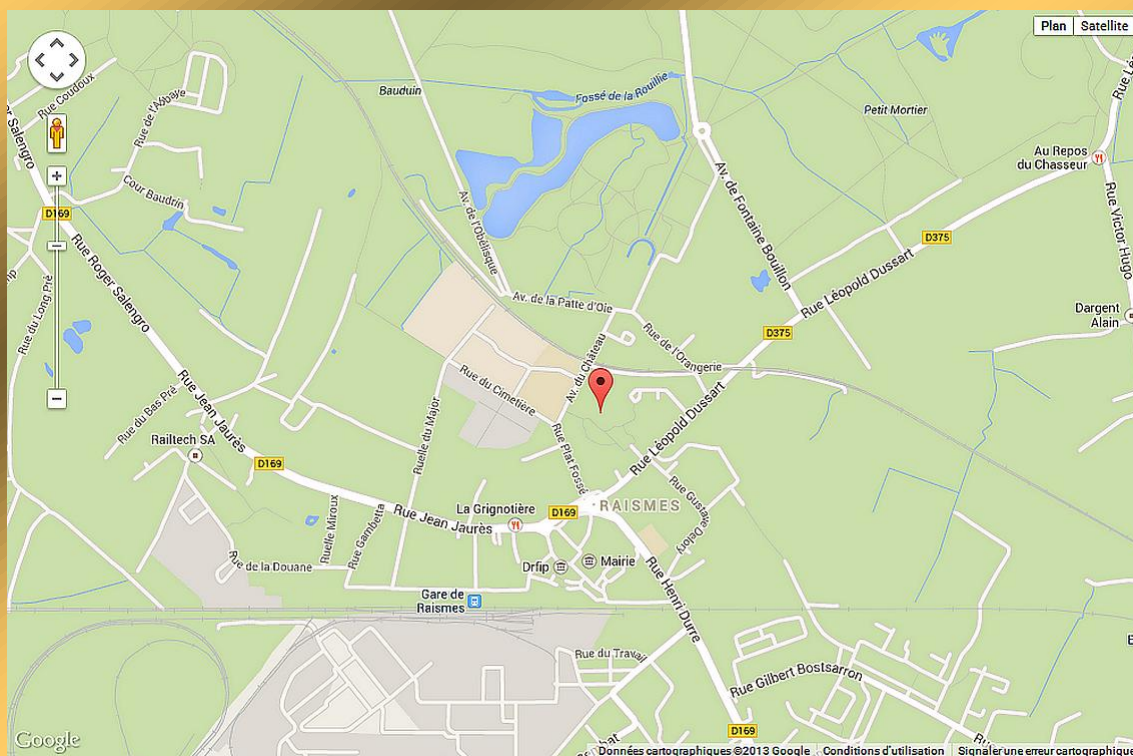 Plan
Satellite
Rue Coudoux
Rue de l'Abbaye
Bauduin
Fossé de la Rouillie
Petit Mortier
Au Repos
du Chasseur
er Salengro
Cour Baudrin
D169
Av. de l'Obélisque
Av. de Fontaine Bouillon
D375
Rue Victor Hugo
Rue Roger Salengro
Rue du Long Pré
Rue Léopold Dussart
Av. de la Patte d'Oie
Dargent
Alain
D375
Rue de l'Orangerie
Av. du Château
Rue du Cimetière
Rue Jean Jaurès
Rue du Bas Pré
Ruelle du Major
Rue Léopold Dussart
Railtech SA
Rue Plat Fossé
D169
Rue Gustave Delory
La Grignotière
D169
RAISMES
Rue Jean Jaurès
Ruelle Miroux
Rue Gambetta
Rue de la Douane
Drfip
Mairie
Rue Henri Durre
Gare de
Raismes
Rue du Travail
Rue Gilbert Bostsarron
D169
Google
Données cartographiques ©2013 Google
Conditions d'utilisation
Signaler une erreur cartographique